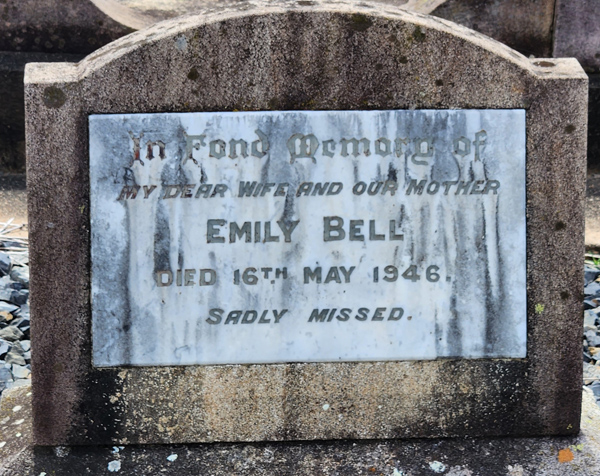 In Fond Memory of
MY DEAR WIFE AND OUR MOTHER
EMILY BELL
DIED 16TH MAY 1946.
SADLY MISSED.